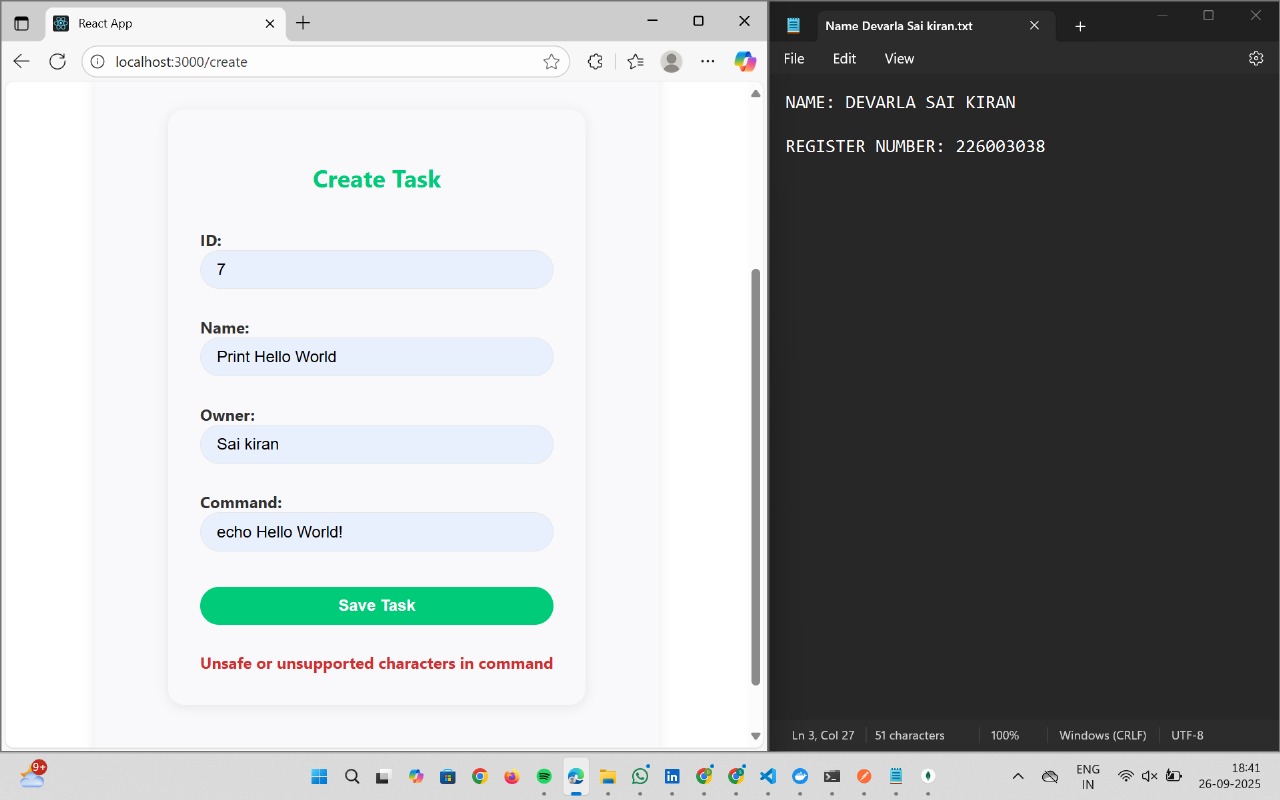 React App
localhost:3000/create
Create Task
ID:
7
Name:
Print Hello World
Owner:
Sai kiran
Command:
echo Hello World!
Save Task
Unsafe or unsupported characters in command
Name Devarla Sai kiran.txt
File Edit View
NAME: DEVARLA SAI KIRAN
REGISTER NUMBER: 226003038
Ln 3, Col 27 51 characters 100% Windows (CRLF) UTF-8
9+
ENG
IN
18:41
26-09-2025